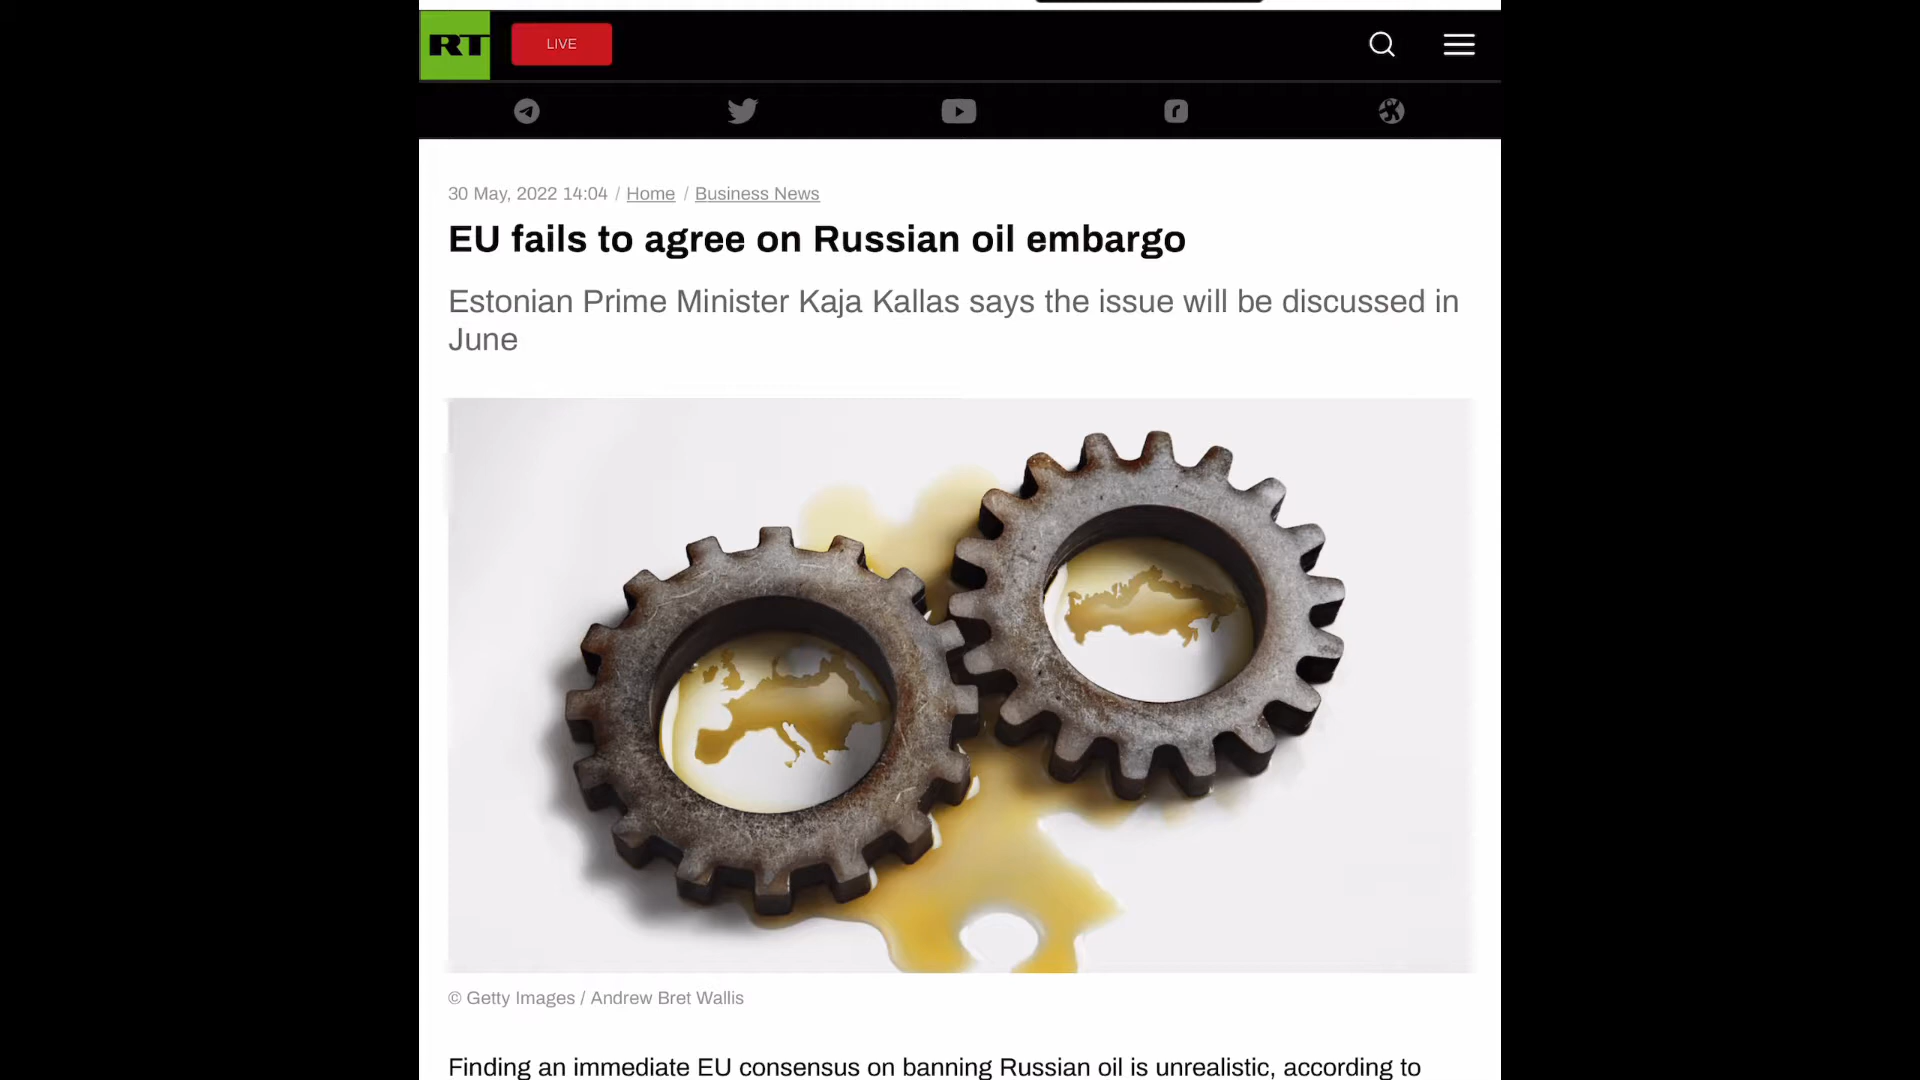 RT LIVE
30 May, 2022 14:04 / Home / Business News
EU fails to agree on Russian oil embargo
Estonian Prime Minister Kaja Kallas says the issue will be discussed in
June
© Getty Images / Andrew Bret Wallis
Finding an immediate EU consensus on banning Russian oil is unrealistic, according to